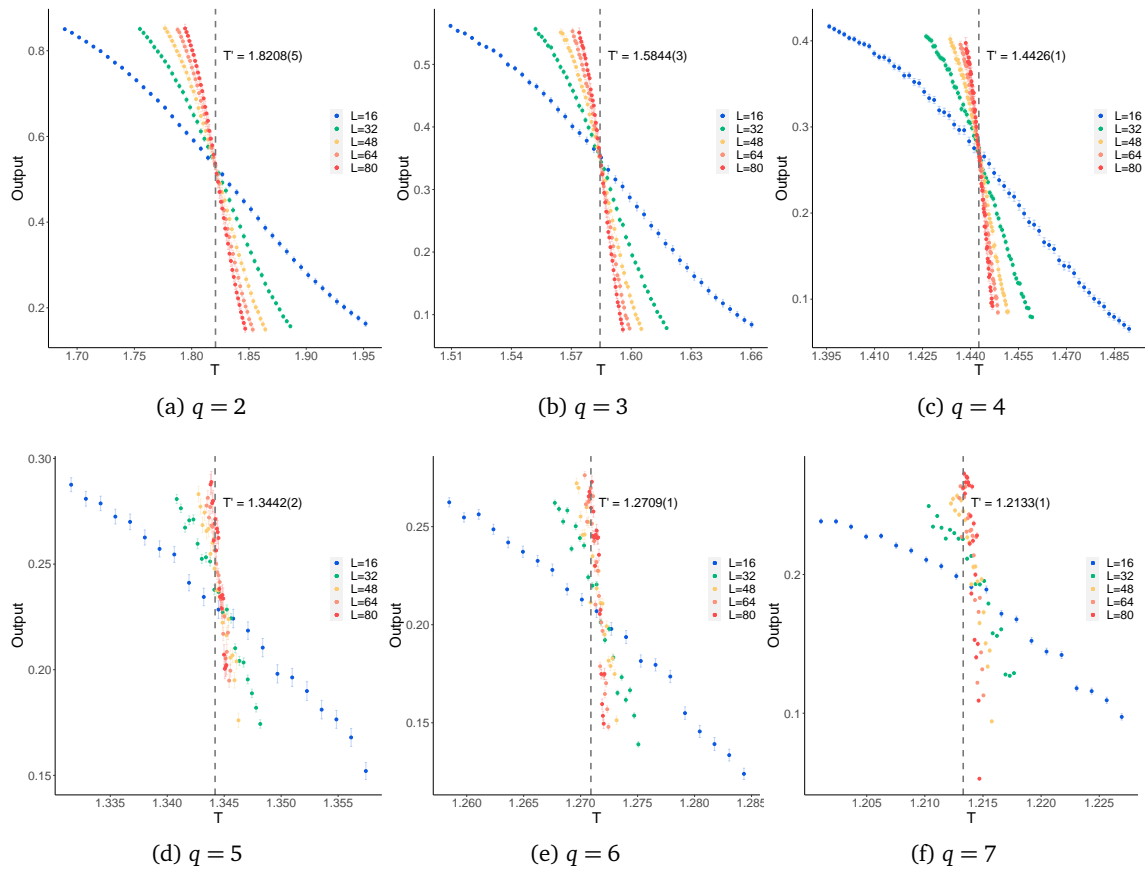 0.8
0.6
0.4
0.2
Output
T' = 1.8208(5)
L=16
L=32
L=48
L=64
L=80
1.70
1.75
1.80
1.85
1.90
1.95
T
(a) q = 2
0.5
0.4
0.3
0.2
0.1
Output
T' = 1.5844(3)
L=16
L=32
L=48
L=64
L=80
1.51
1.54
1.57
1.60
1.63
1.66
T
(b) q = 3
0.4
0.3
0.2
0.1
Output
T' = 1.4426(1)
L=16
L=32
L=48
L=64
L=80
1.395
1.410
1.425
1.440
1.455
1.470
1.485
T
(c) q = 4
0.30
0.25
0.20
0.15
Output
T' = 1.3442(2)
L=16
L=32
L=48
L=64
L=80
1.335
1.340
1.345
1.350
1.355
T
(d) q = 5
0.25
0.20
0.15
Output
T' = 1.2709(1)
L=16
L=32
L=48
L=64
L=80
1.260
1.265
1.270
1.275
1.280
1.285
T
(e) q = 6
0.2
0.1
Output
T' = 1.2133(1)
L=16
L=32
L=48
L=64
L=80
1.205
1.210
1.215
1.220
1.225
T
(f) q = 7